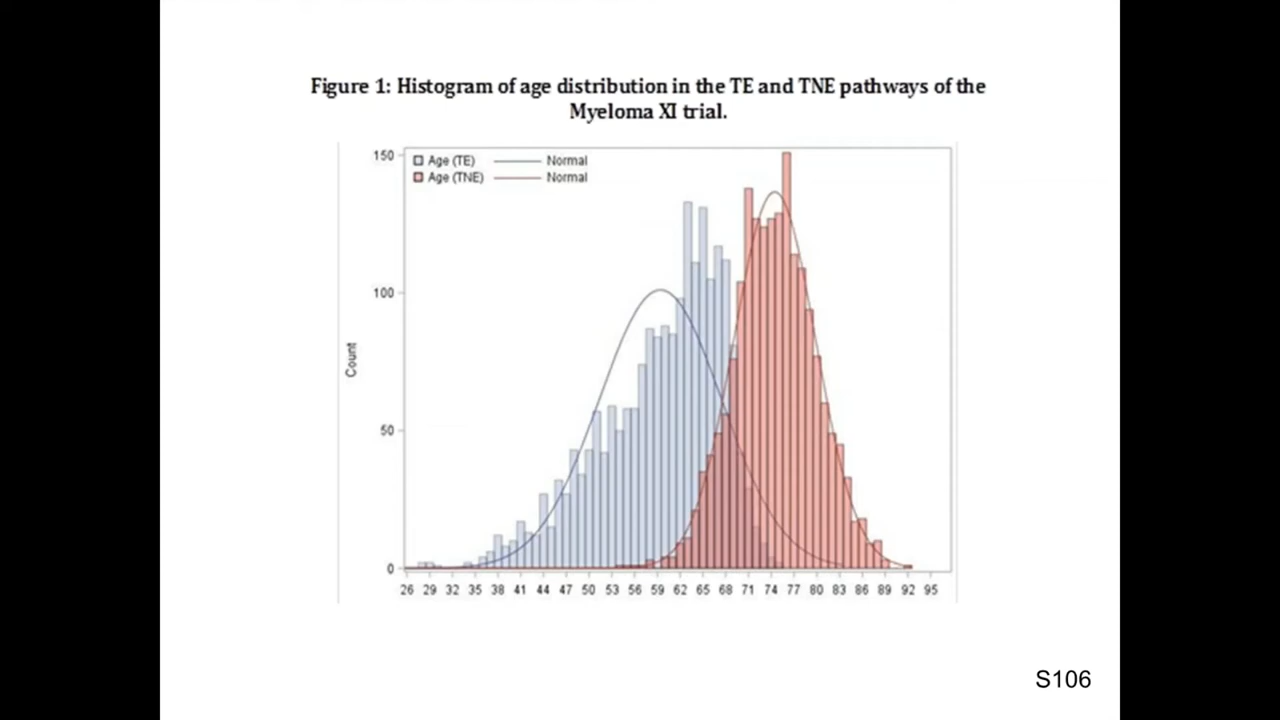 Figure 1: Histogram of age distribution in the TE and TNE pathways of the
Myeloma XI trial.
150
Age (TE) Normal
Age (TNE) Normal
100
Count
50
0
26 29 32 35 38 41 44 47 50 53 56 59 62 65 68 71 74 77 80 83 86 89 92 95
S106